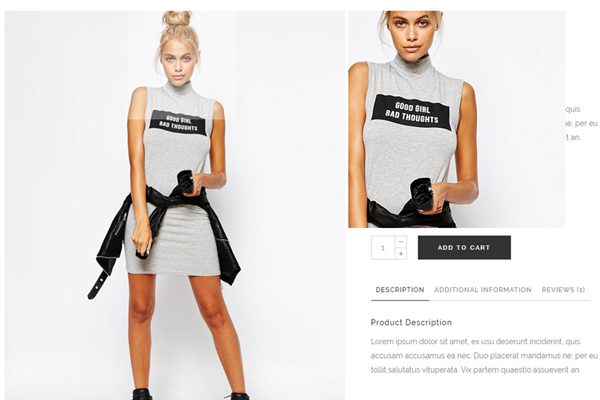 GOOD GIRL
BAD THOUGHTS
GOOD GIRL
BAD THOUGHTS
quis
e, per eu
t an
1
-
+
ADD TO CART
DESCRIPTION ADDITIONAL INFORMATION REVIEWS (1)
Product Description
Lorem ipsum dolor sit amet, ex usu deserunt inciderint, quis
accusam accusamus ea nec. Duo placerat mandamus ne, per eu
tollit salutatus vituperata. Vix partem quaestio assueverit an.